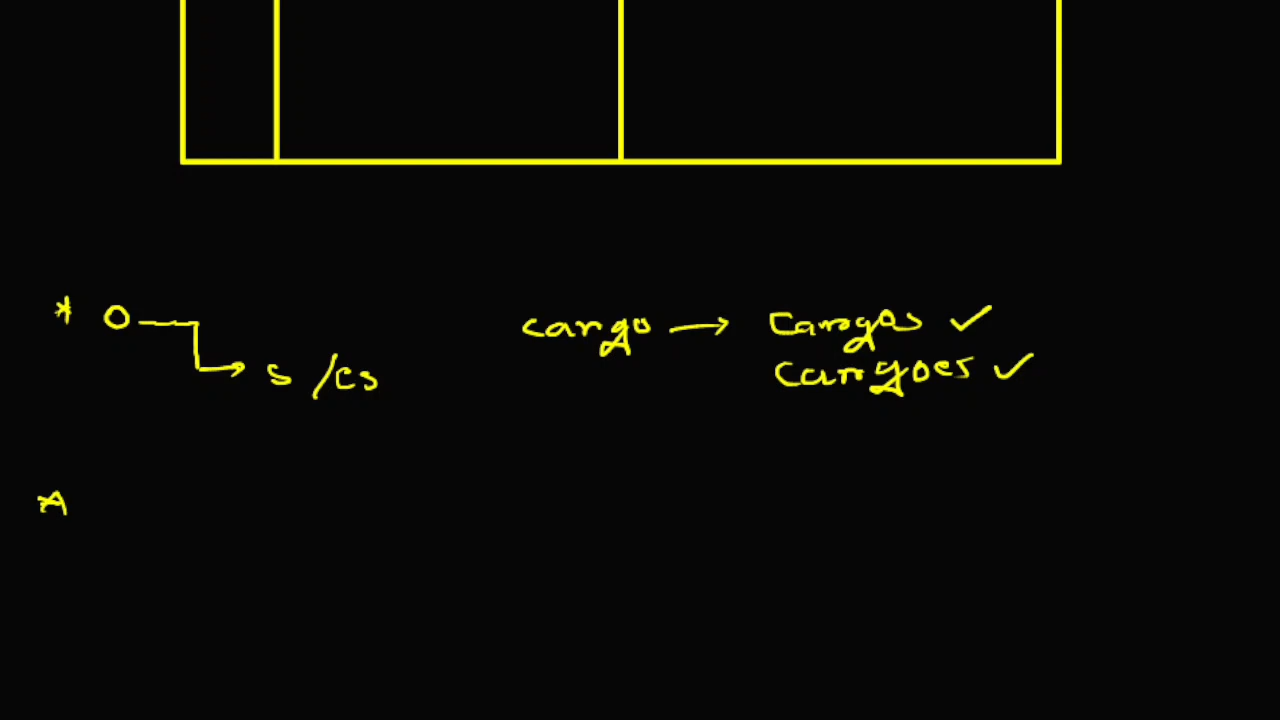 * O → s/es cargo → cargos ✓
cargoes ✓
*